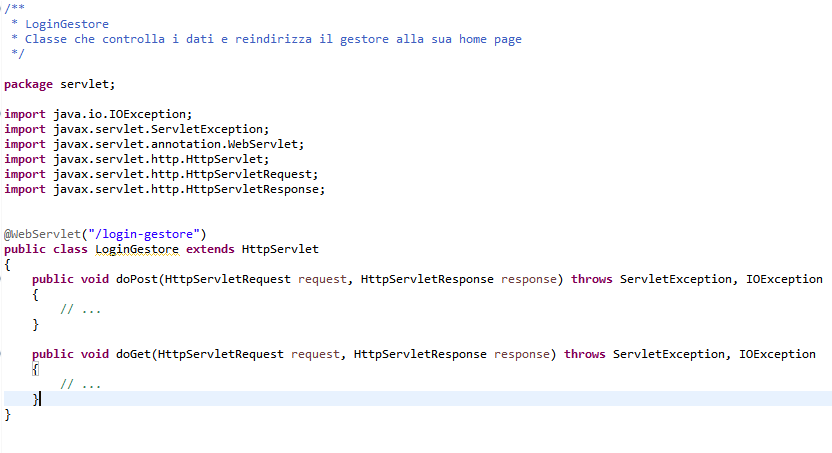 /**
 * LoginGestore
 * Classe che controlla i dati e reindirizza il gestore alla sua home page
 */
package servlet;
import java.io.IOException;
import javax.servlet.ServletException;
import javax.servlet.annotation.WebServlet;
import javax.servlet.http.HttpServlet;
import javax.servlet.http.HttpServletRequest;
import javax.servlet.http.HttpServletResponse;
@WebServlet("/login-gestore")
public class LoginGestore extends HttpServlet
{
    public void doPost(HttpServletRequest request, HttpServletResponse response) throws ServletException, IOException
    {
        // ...
    }
    public void doGet(HttpServletRequest request, HttpServletResponse response) throws ServletException, IOException
    {
        // ...
    }
}